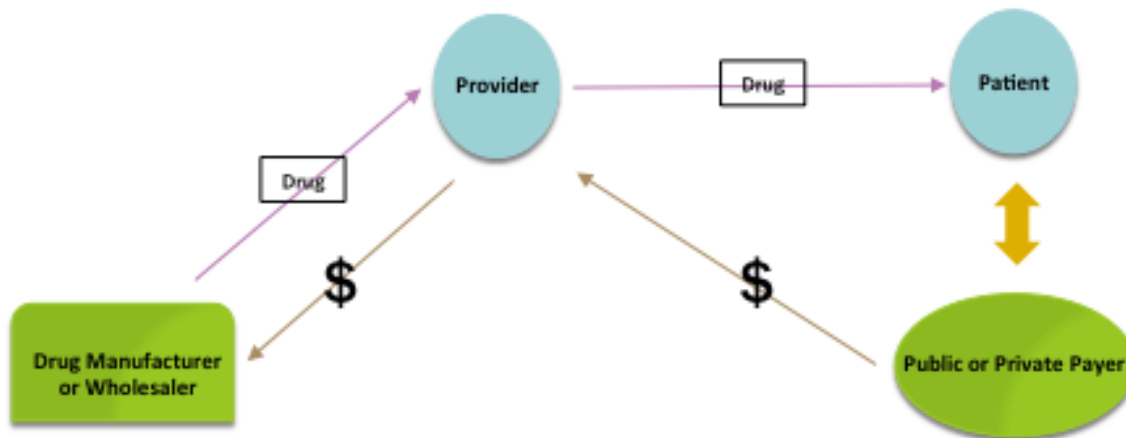 Provider
Drug
Patient
Drug
$
$
Drug Manufacturer
or Wholesaler
Public or Private Payer